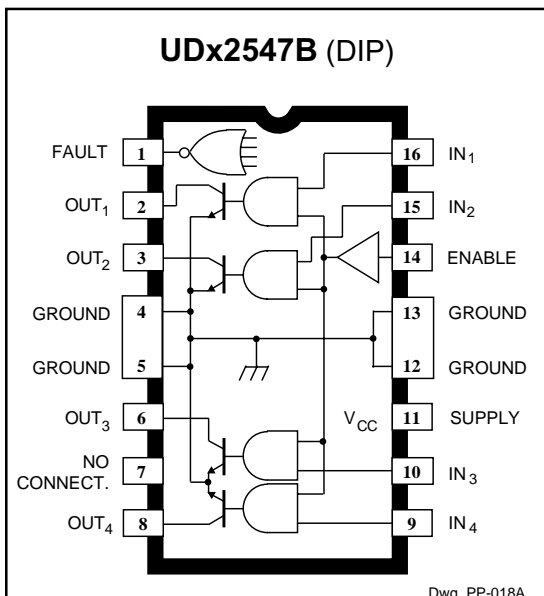 UDx2547B (DIP)
FAULT 1
16 IN1
OUT1 2
15 IN2
OUT2 3
14 ENABLE
GROUND 4
13 GROUND
GROUND 5
12 GROUND
OUT3 6
VCC 11 SUPPLY
NO
CONNECT. 7
10 IN3
OUT4 8
9 IN4
Dwg. PP-018A